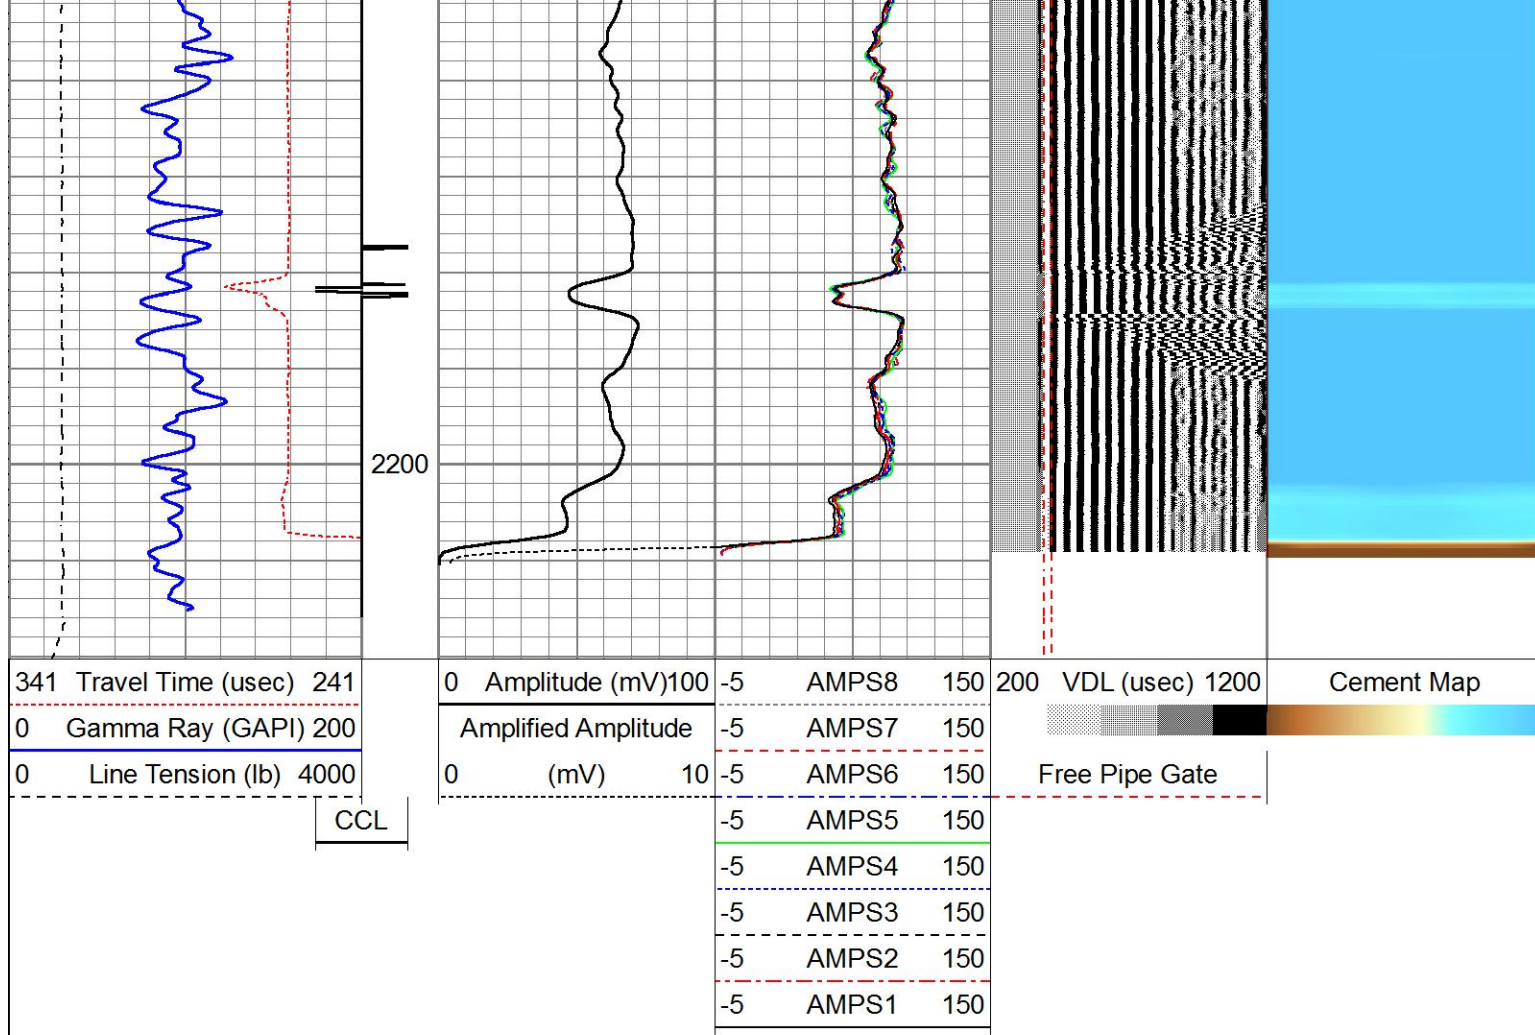 2200
341 Travel Time (usec) 241
0 Gamma Ray (GAPI) 200
0 Line Tension (lb) 4000
CCL
0 Amplitude (mV)100
Amplified Amplitude
0 (mV) 10
-5 AMPS8 150
-5 AMPS7 150
-5 AMPS6 150
-5 AMPS5 150
-5 AMPS4 150
-5 AMPS3 150
-5 AMPS2 150
-5 AMPS1 150
200 VDL (usec) 1200
Free Pipe Gate
Cement Map